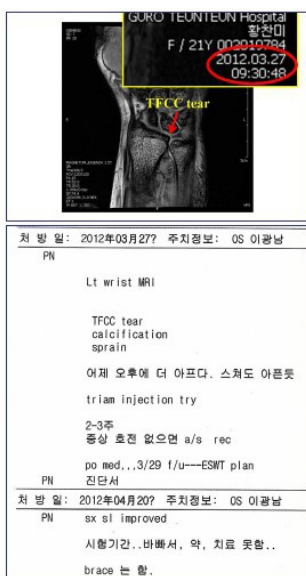 GURO TEUNTEUN Hospital
황찬미
F / 21Y 002019784
2012.03.27
09:30:48
TFCC tear
처 방 일: 2012年03月27? 주치정보: OS 이광남
PN
Lt wrist MRI
TFCC tear
calcification
sprain
어제 오후에 더 아프다. 스쳐도 아픈듯
triam injection try
2-3주
증상 호전 없으면 a/s rec
po med,,,3/29 f/u---ESWT plan
PN 진단서
처 방 일: 2012年04月20? 주치정보: OS 이광남
PN sx sl improved
시험기간..바빠서, 약, 치료 못함..
brace 는 함.